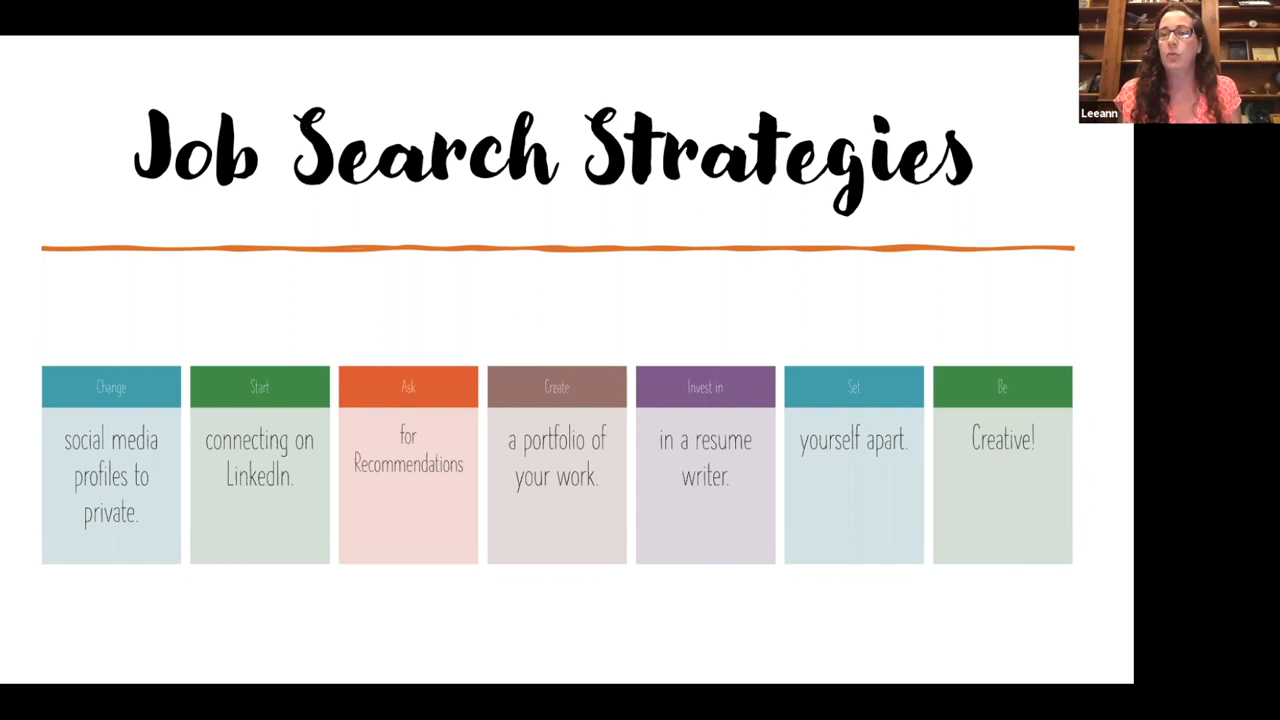 Leeann
Job Search Strategies
Change
social media
profiles to
private.
Start
connecting on
LinkedIn.
Ask
for
Recommendations
Create
a portfolio of
your work.
Invest in
in a resume
writer.
Set
yourself apart.
Be
Creative!